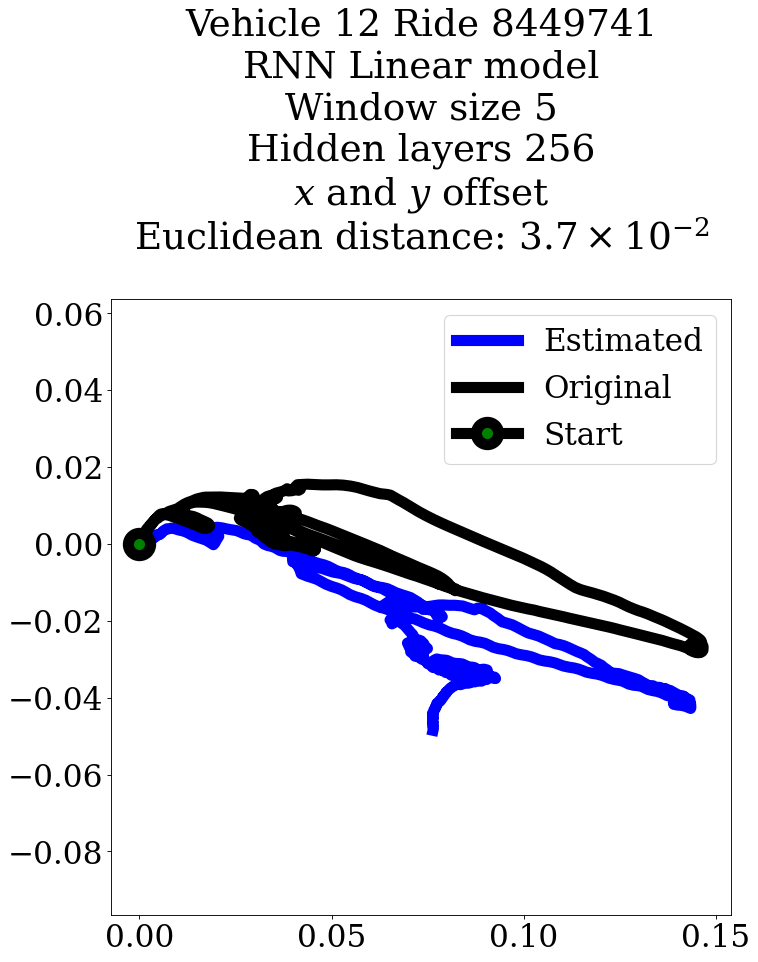 Vehicle 12 Ride 8449741
RNN Linear model
Window size 5
Hidden layers 256
x and y offset
Euclidean distance: 3.7 × 10⁻²
Estimated
Original
Start
0.06
0.04
0.02
0.00
−0.02
−0.04
−0.06
−0.08
0.00 0.05 0.10 0.15